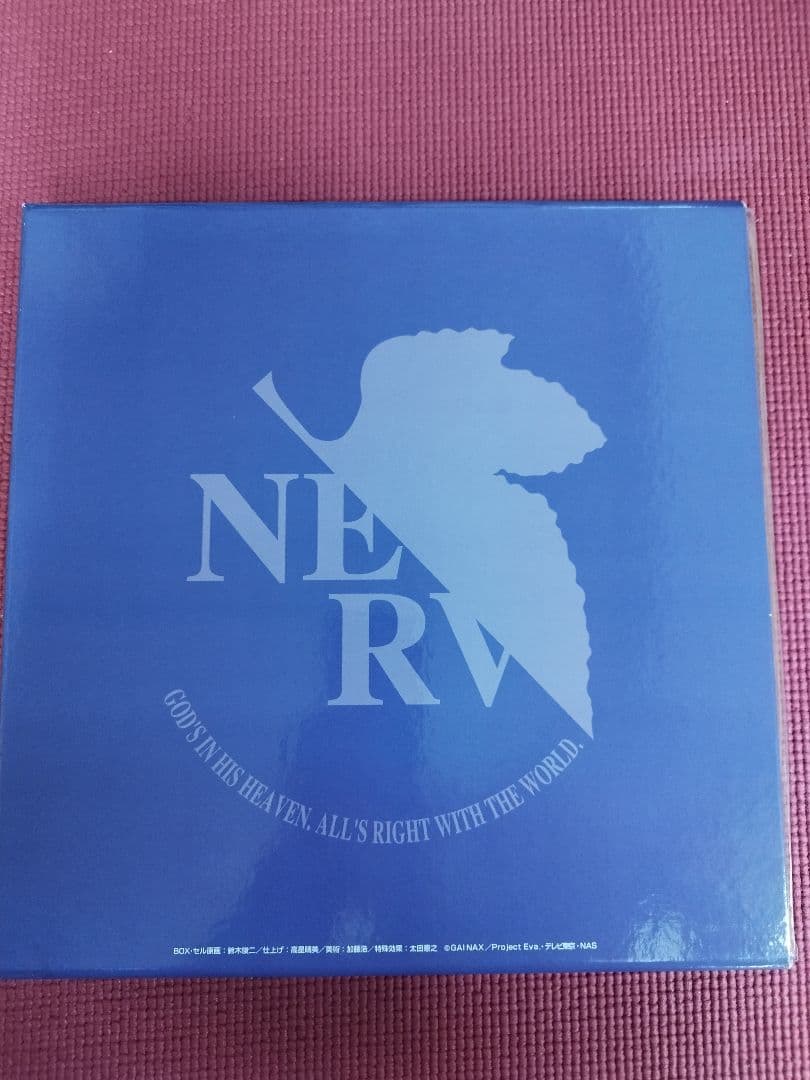 NE
RV
GOD'S IN HIS HEAVEN. ALL'S RIGHT WITH THE WORLD.
BOX・セル原画：鈴木俊二／仕上げ：高星晴美／美術：加藤浩／特殊効果：太田憲之 ©GAINAX／Project Eva.・テレビ東京・NAS